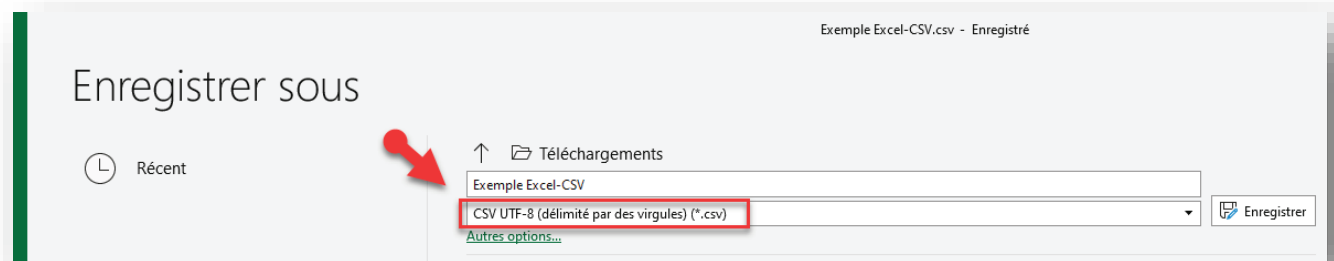 Exemple Excel-CSV.csv - Enregistré
Enregistrer sous
Récent
Téléchargements
Exemple Excel-CSV
CSV UTF-8 (délimité par des virgules) (*.csv)
Enregistrer
Autres options...